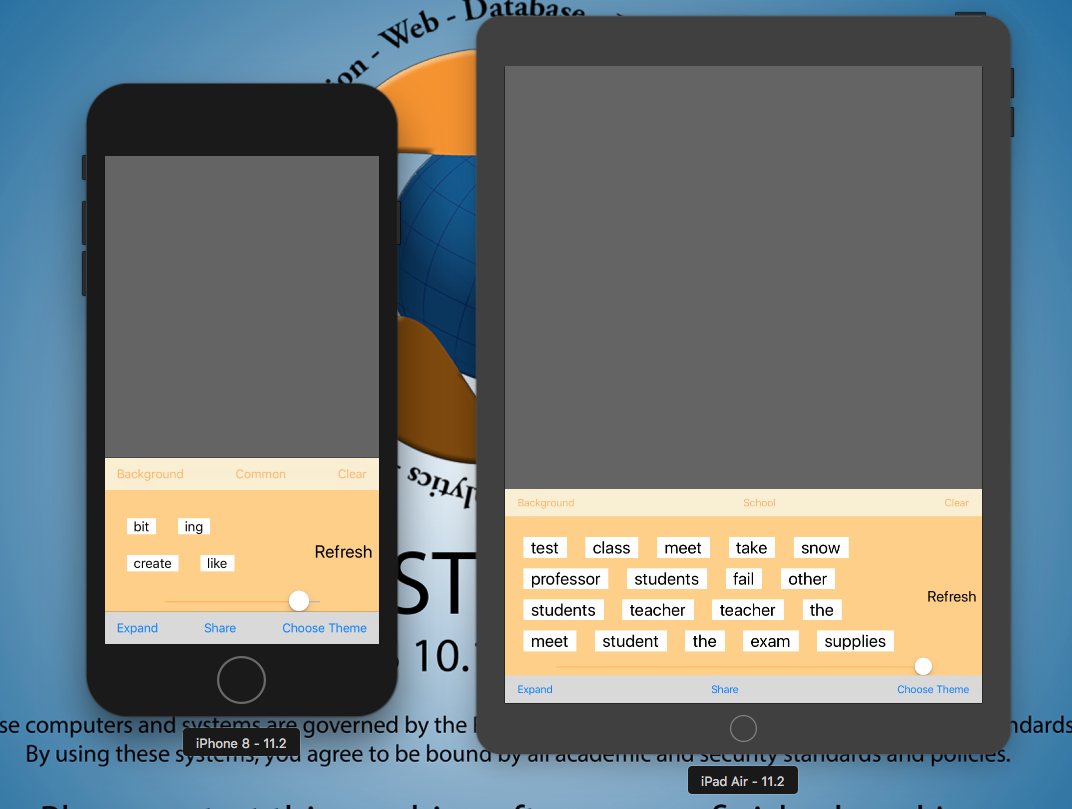 Web - Database
Background Common Clear
bit ing
create like
Refresh
Expand Share Choose Theme
iPhone 8 - 11.2
Background School Clear
test class meet take snow
professor students fail other
students teacher teacher the
meet student the exam supplies
Refresh
Expand Share Choose Theme
iPad Air - 11.2
ST
10.
se computers and systems are governed by the
By using these systems, you agree to be bound by all academic and security standards and policies.